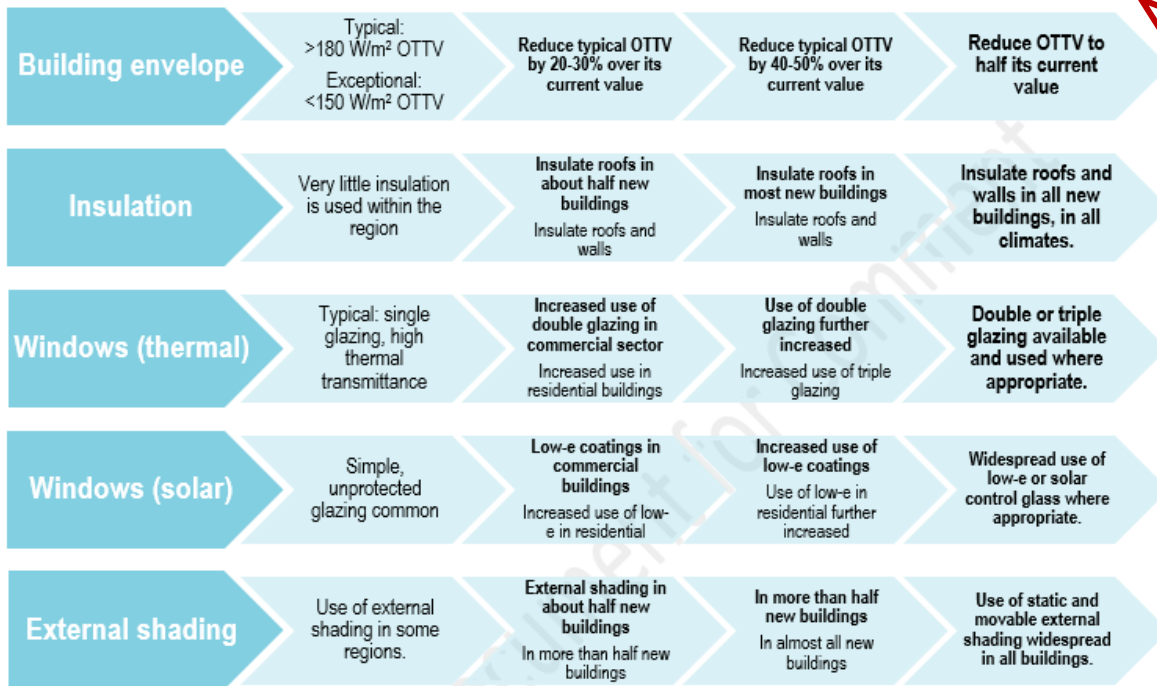 Building envelope
Typical:
>180 W/m² OTTV
Exceptional:
<150 W/m² OTTV
Reduce typical OTTV
by 20-30% over its
current value
Reduce typical OTTV
by 40-50% over its
current value
Reduce OTTV to
half its current
value
Insulation
Very little insulation
is used within the
region
Insulate roofs in
about half new
buildings
Insulate roofs and
walls
Insulate roofs in
most new buildings
Insulate roofs and
walls
Insulate roofs and
walls in all new
buildings, in all
climates.
Windows (thermal)
Typical: single
glazing, high
thermal
transmittance
Increased use of
double glazing in
commercial sector
Increased use in
residential buildings
Use of double
glazing further
increased
Increased use of triple
glazing
Double or triple
glazing available
and used where
appropriate.
Windows (solar)
Simple,
unprotected
glazing common
Low-e coatings in
commercial
buildings
Increased use of low-
e in residential
Increased use of
low-e coatings
Use of low-e in
residential further
increased
Widespread use of
low-e or solar
control glass where
appropriate.
External shading
Use of external
shading in some
regions.
External shading in
about half new
buildings
In more than half new
buildings
In more than half
new buildings
In almost all new
buildings
Use of static and
movable external
shading widespread
in all buildings.
ocument for Comment